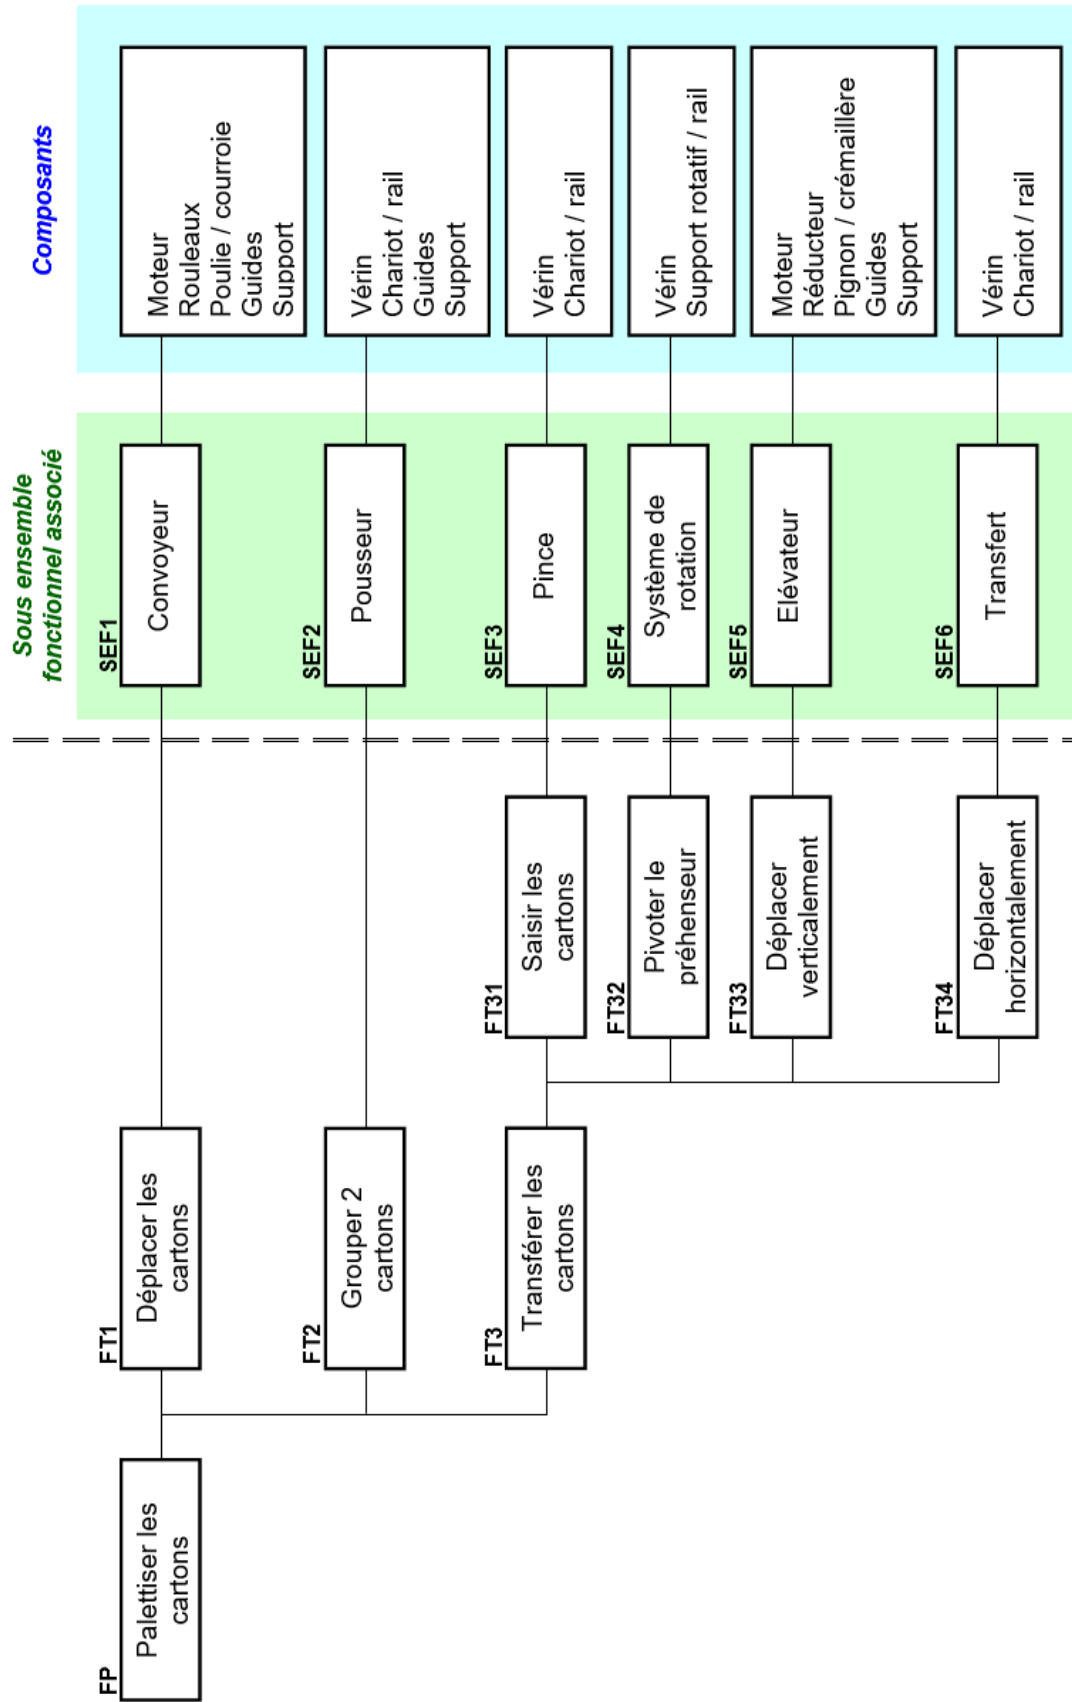 Sous ensemble
fonctionnel associé
Composants
FP
Palettiser les
cartons
FT1
Déplacer les
cartons
SEF1
Convoyeur
Moteur
Rouleaux
Poulie / courroie
Guides
Support
FT2
Grouper 2
cartons
SEF2
Pousseur
Vérin
Chariot / rail
Guides
Support
FT3
Transférer les
cartons
FT31
Saisir les
cartons
SEF3
Pince
Vérin
Chariot / rail
FT32
Pivoter le
préhenseur
SEF4
Système de
rotation
Vérin
Support rotatif / rail
FT33
Déplacer
verticalement
SEF5
Elévateur
Moteur
Réducteur
Pignon / crémaillère
Guides
Support
FT34
Déplacer
horizontalement
SEF6
Transfert
Vérin
Chariot / rail